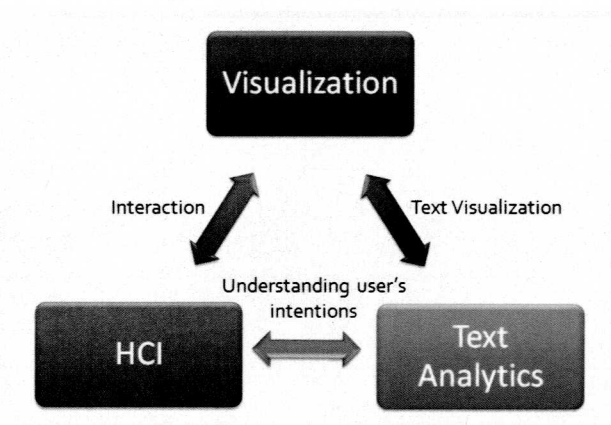 Visualization
Interaction
Text Visualization
Understanding user's
intentions
HCI
Text
Analytics